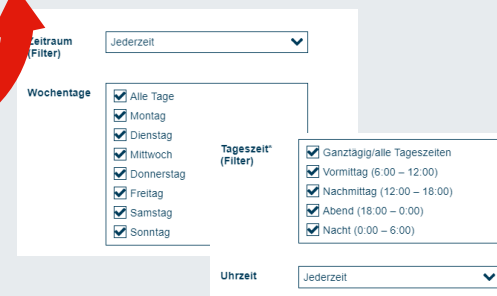 Zeitraum
(Filter)
Jederzeit
Wochentage
Alle Tage
Montag
Dienstag
Mittwoch
Donnerstag
Freitag
Samstag
Sonntag
Tageszeit*
(Filter)
Ganztägig/alle Tageszeiten
Vormittag (6:00 – 12:00)
Nachmittag (12:00 – 18:00)
Abend (18:00 – 0:00)
Nacht (0:00 – 6:00)
Uhrzeit
Jederzeit